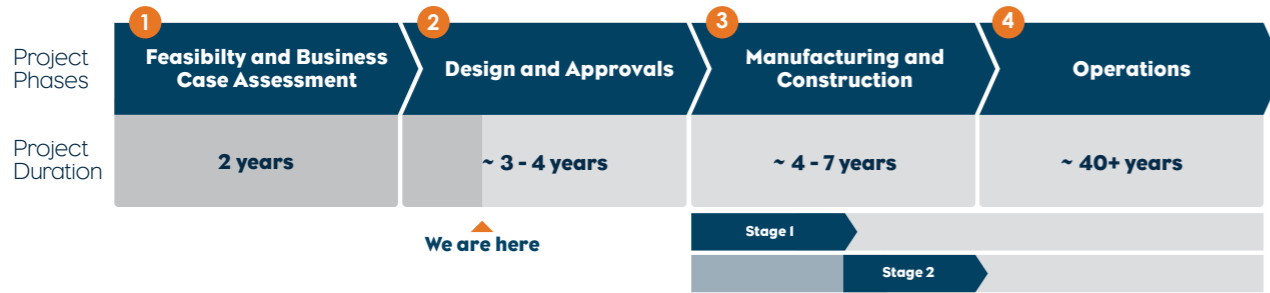 1
2
3
4
Project
Phases
Feasibilty and Business
Case Assessment
Design and Approvals
Manufacturing and
Construction
Operations
Project
Duration
2 years
~ 3 - 4 years
~ 4 - 7 years
~ 40+ years
We are here
Stage 1
Stage 2